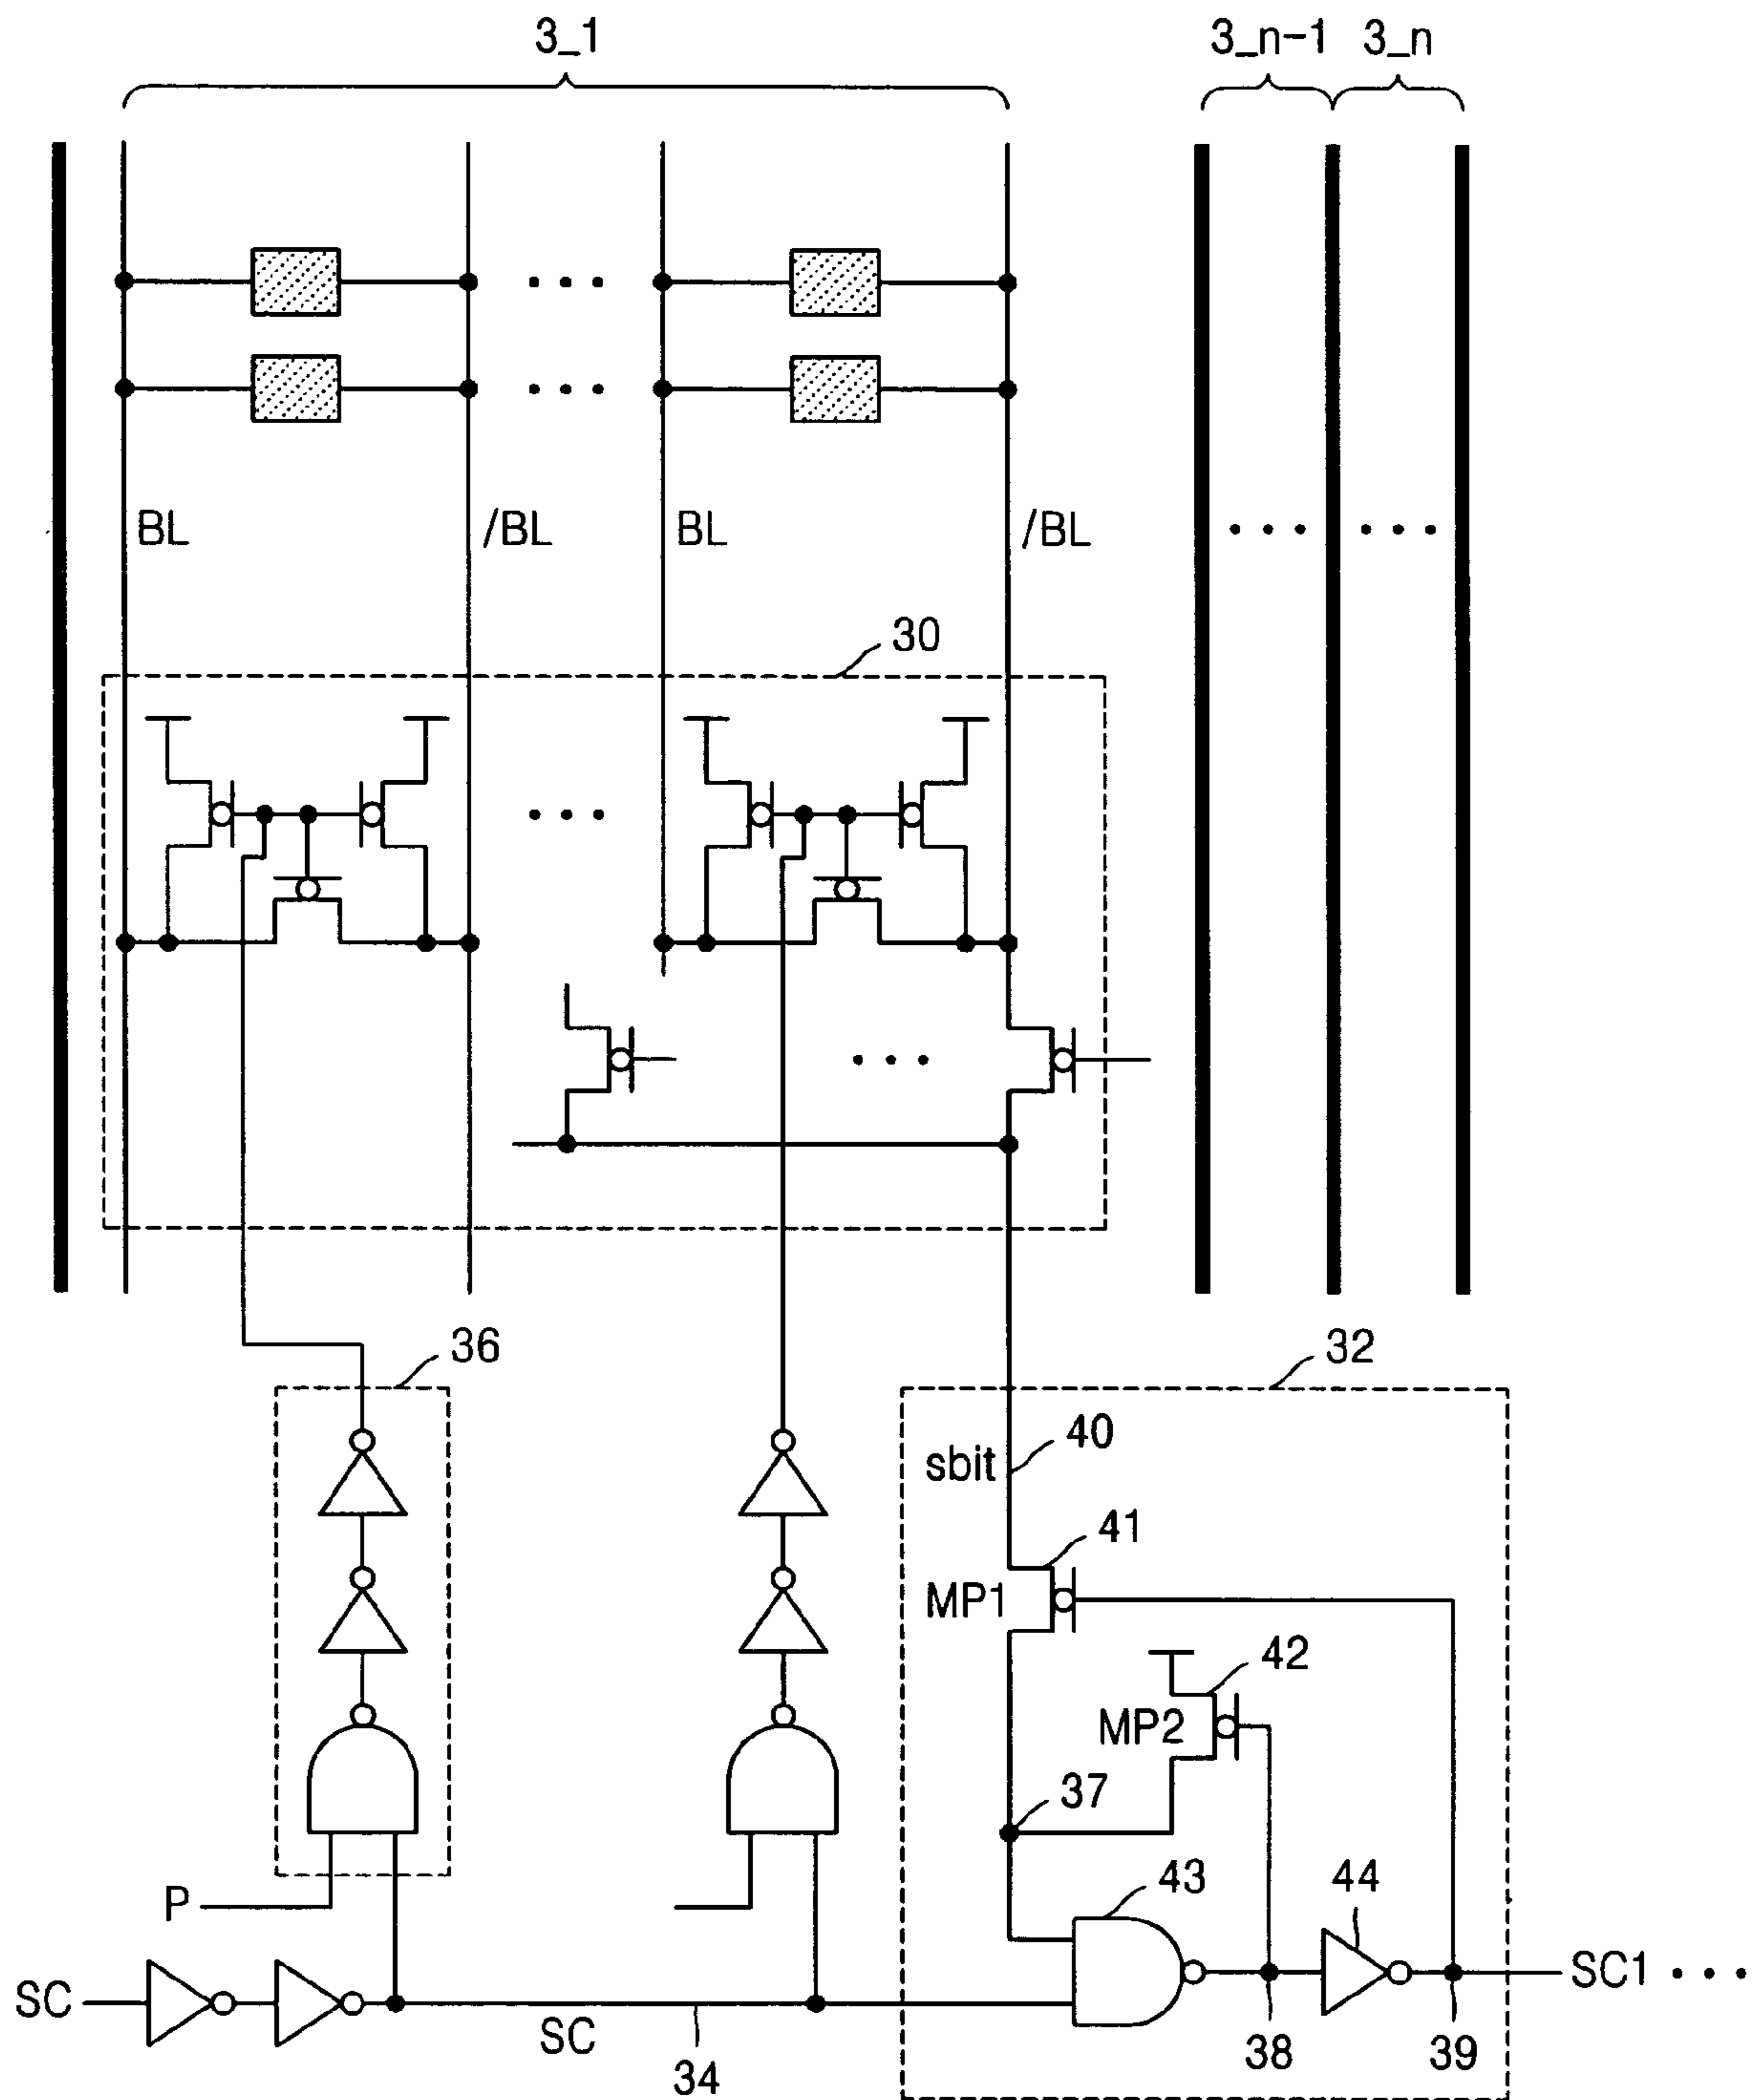 3_1
3_n-1 3_n
BL /BL BL /BL
30
36
32
sbit 40
41
MP1
42
MP2
37
P
43
44
SC
SC
SC1
34
38
39